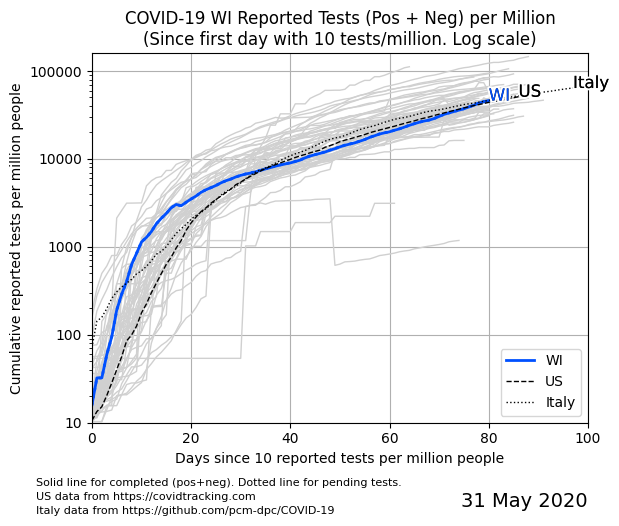 COVID-19 WI Reported Tests (Pos + Neg) per Million
(Since first day with 10 tests/million. Log scale)
Cumulative reported tests per million people
100000
10000
1000
100
10
WI
US
Italy
WI
US
Italy
0
20
40
60
80
100
Days since 10 reported tests per million people
Solid line for completed (pos+neg). Dotted line for pending tests.
US data from https://covidtracking.com
Italy data from https://github.com/pcm-dpc/COVID-19
31 May 2020